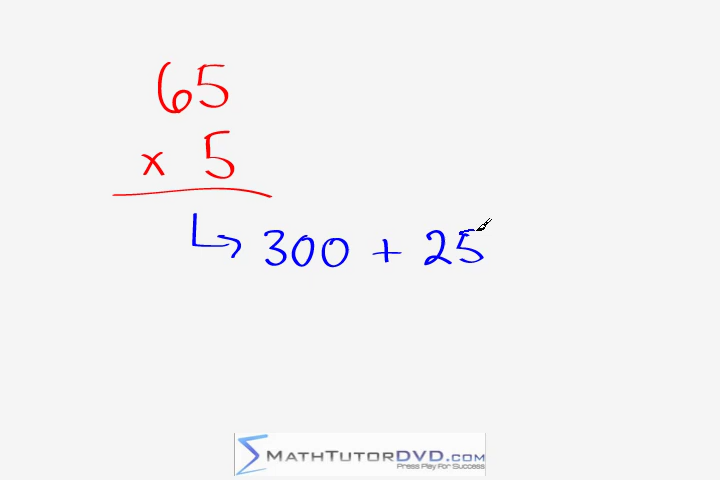 65
x 5
300 + 25
MATHTUTORDVD.COM
Press Play For Success